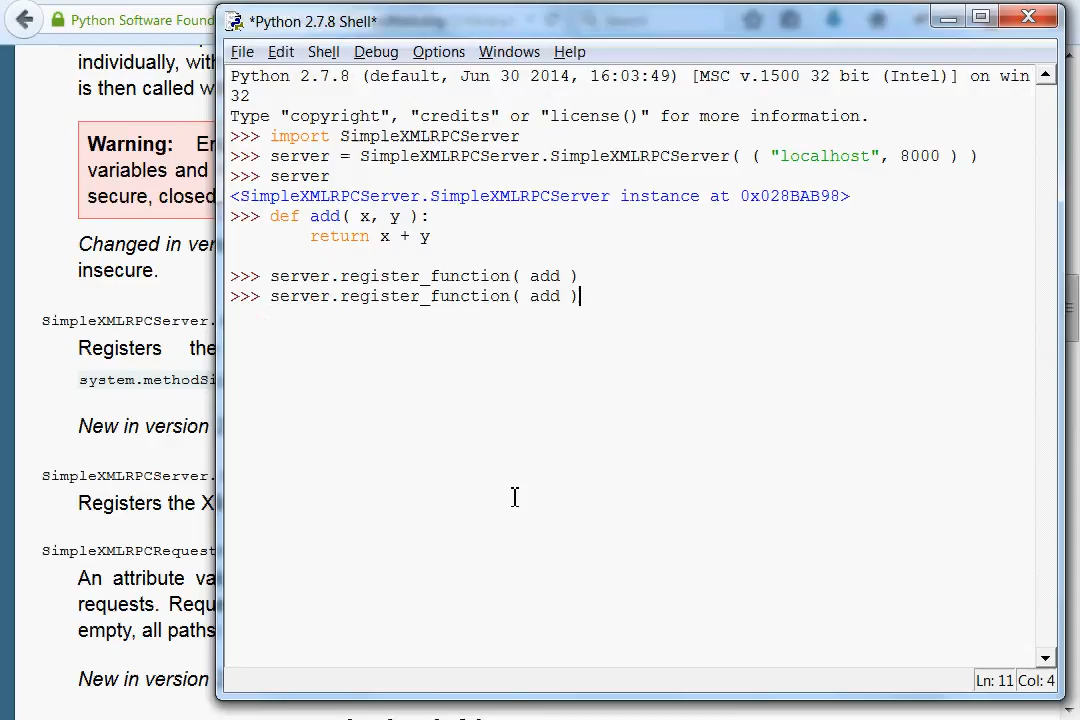 Python Software Found
*Python 2.7.8 Shell*
File Edit Shell Debug Options Windows Help
individually, with
is then called w
Warning: En
variables and
secure, closed
Changed in ver
insecure.
SimpleXMLRPCServer.
Registers the
system.methodSi
New in version
SimpleXMLRPCServer.
Registers the X
SimpleXMLRPCRequest
An attribute va
requests. Requ
empty, all paths
New in version
Python 2.7.8 (default, Jun 30 2014, 16:03:49) [MSC v.1500 32 bit (Intel)] on win
32
Type "copyright", "credits" or "license()" for more information.
>>> import SimpleXMLRPCServer
>>> server = SimpleXMLRPCServer.SimpleXMLRPCServer( ( "localhost", 8000 ) )
>>> server
<SimpleXMLRPCServer.SimpleXMLRPCServer instance at 0x028BAB98>
>>> def add( x, y ):
return x + y
>>> server.register_function( add )
>>> server.register_function( add )
Ln: 11 Col: 4